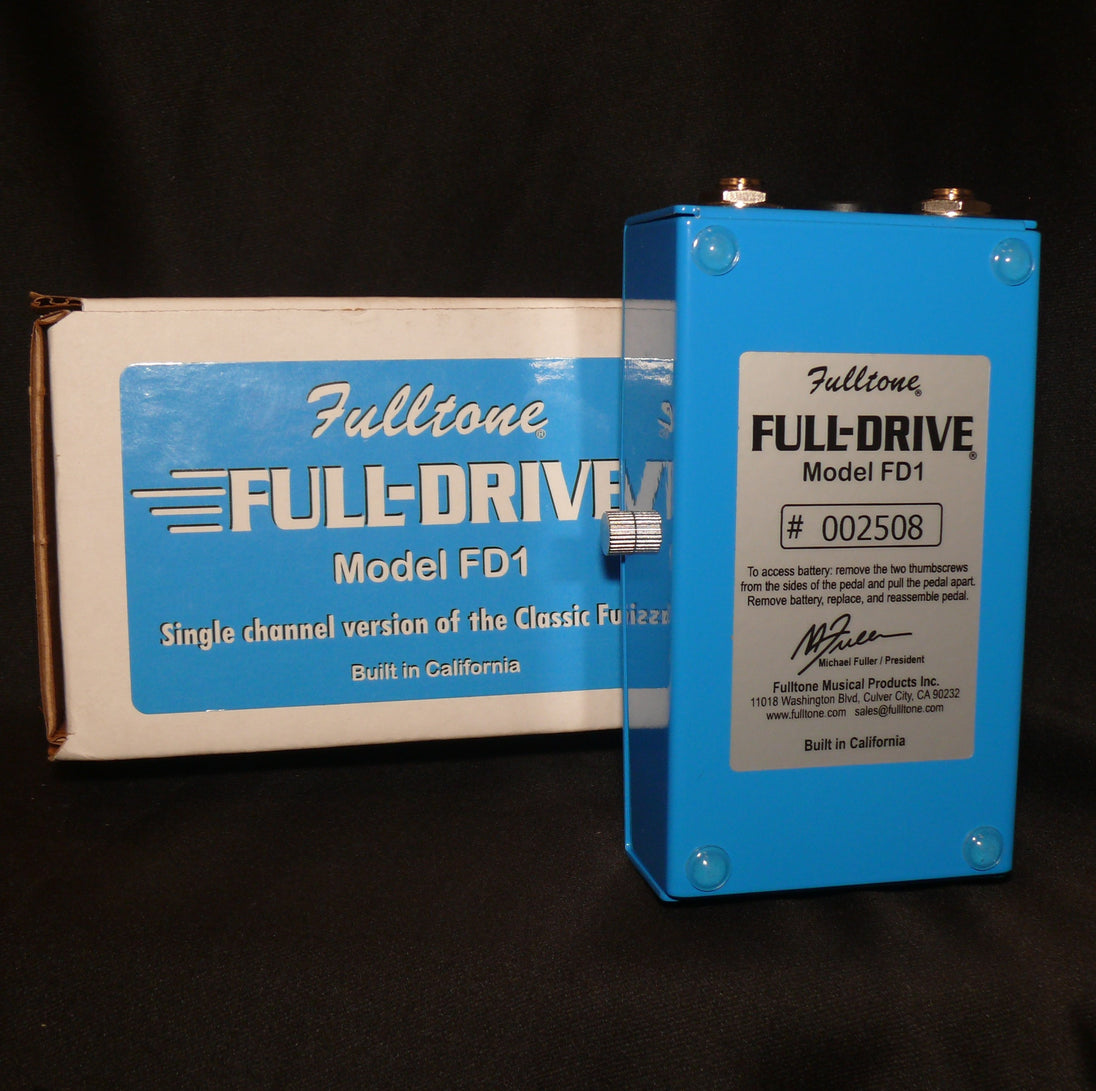 Fulltone®
FULL-DRIVE
Model FD1
Single channel version of the Classic
Built in California
Fulltone®
FULL-DRIVE®
Model FD1
# 002508
To access battery: remove the two thumbscrews
from the sides of the pedal and pull the pedal apart.
Remove battery, replace, and reassemble pedal.
Michael Fuller / President
Fulltone Musical Products Inc.
11018 Washington Blvd, Culver City, CA 90232
www.fulltone.com sales@fullltone.com
Built in California